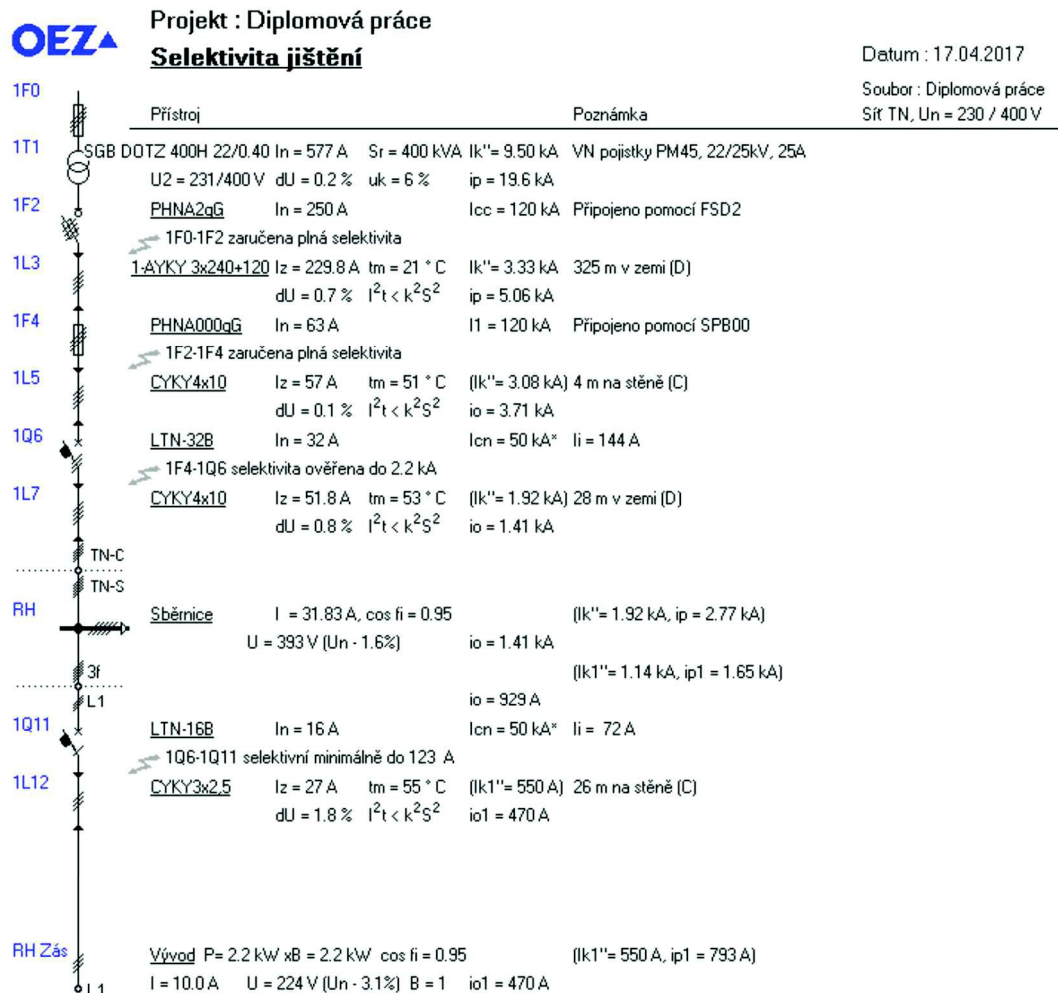 OEZ
Projekt : Diplomová práce
Selektivita jištění
Datum : 17.04.2017
Soubor : Diplomová práce
Přístroj Poznámka Síť TN, Un = 230 / 400 V
1F0
1T1 SGB DOTZ 400H 22/0.40 In = 577 A Sr = 400 kVA Ik'' = 9.50 kA VN pojistky PM45, 22/25kV, 25A
U2 = 231/400 V dU = 0.2 % uk = 6 % ip = 19.6 kA
1F2 PHNA2gG In = 250 A Icc = 120 kA Připojeno pomocí FSD2
1F0-1F2 zaručena plná selektivita
1L3 1-AYKY 3x240+120 Iz = 229.8 A tm = 21 °C Ik''= 3.33 kA 325 m v zemi (D)
dU = 0.7 % I²t < k²S² ip = 5.06 kA
1F4 PHNA000gG In = 63 A I1 = 120 kA Připojeno pomocí SPB00
1F2-1F4 zaručena plná selektivita
1L5 CYKY4x10 Iz = 57 A tm = 51 °C (Ik''= 3.08 kA) 4 m na stěně (C)
dU = 0.1 % I²t < k²S² io = 3.71 kA
1Q6 LTN-32B In = 32 A Icn = 50 kA* Ii = 144 A
1F4-1Q6 selektivita ověřena do 2.2 kA
1L7 CYKY4x10 Iz = 51.8 A tm = 53 °C (Ik''= 1.92 kA) 28 m v zemi (D)
dU = 0.8 % I²t < k²S² io = 1.41 kA
TN-C
TN-S
RH Sběrnice I = 31.83 A, cos fi = 0.95 (Ik''= 1.92 kA, ip = 2.77 kA)
U = 393 V (Un - 1.6%) io = 1.41 kA
3f (Ik1''= 1.14 kA, ip1 = 1.65 kA)
L1 io = 929 A
1Q11 LTN-16B In = 16 A Icn = 50 kA* Ii = 72 A
1Q6-1Q11 selektivní minimálně do 123 A
1L12 CYKY3x2,5 Iz = 27 A tm = 55 °C (Ik1''= 550 A) 26 m na stěně (C)
dU = 1.8 % I²t < k²S² io1 = 470 A
RH Zás Vývod P= 2.2 kW xB = 2.2 kW cos fi = 0.95 (Ik1''= 550 A, ip1 = 793 A)
L1 I = 10.0 A U = 224 V (Un - 3.1%) B = 1 io1 = 470 A